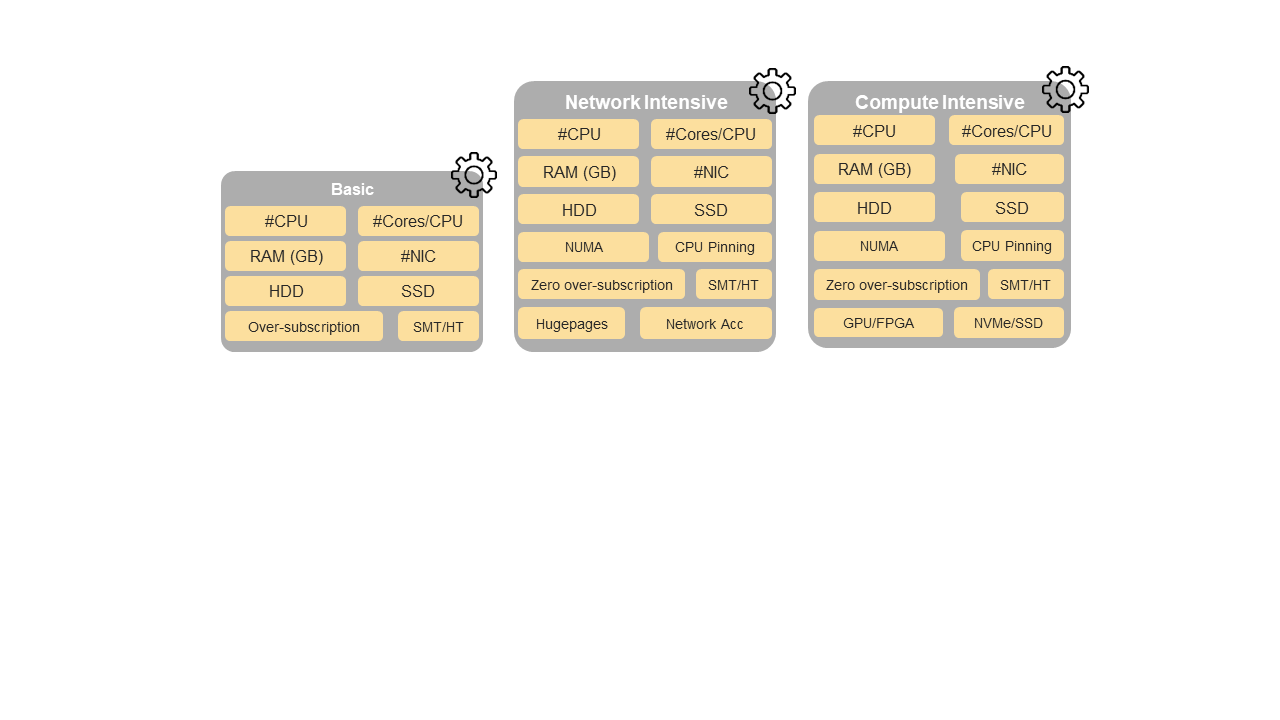 Basic
#CPU
#Cores/CPU
RAM (GB)
#NIC
HDD
SSD
Over-subscription
SMT/HT
Network Intensive
#CPU
#Cores/CPU
RAM (GB)
#NIC
HDD
SSD
NUMA
CPU Pinning
Zero over-subscription
SMT/HT
Hugepages
Network Acc
Compute Intensive
#CPU
#Cores/CPU
RAM (GB)
#NIC
HDD
SSD
NUMA
CPU Pinning
Zero over-subscription
SMT/HT
GPU/FPGA
NVMe/SSD